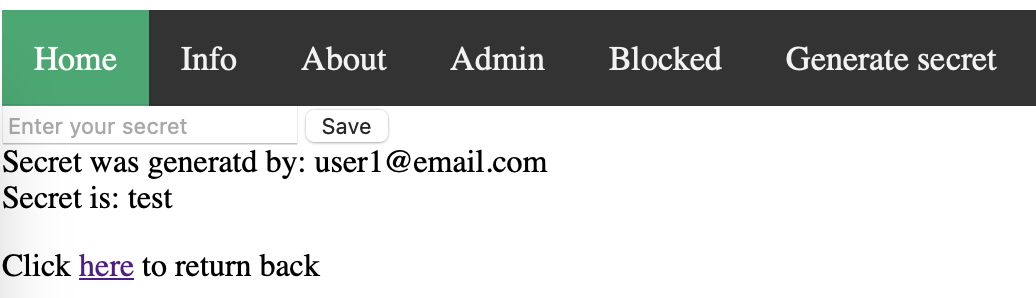 Home Info About Admin Blocked Generate secret
Enter your secret Save
Secret was generatd by: user1@email.com
Secret is: test
Click here to return back